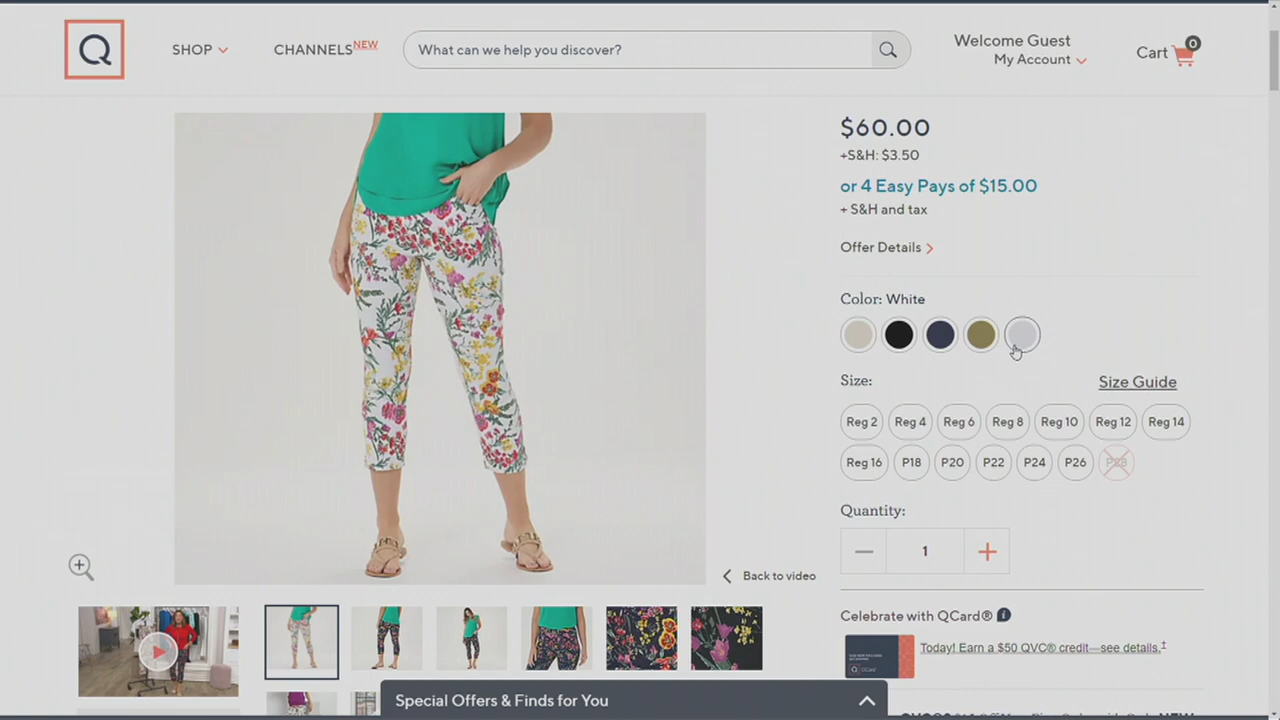 Q
SHOP
CHANNELS NEW
What can we help you discover?
Welcome Guest
My Account
Cart
0
$60.00
+S&H: $3.50
or 4 Easy Pays of $15.00
+ S&H and tax
Offer Details
Color: White
Size:
Size Guide
Reg 2 Reg 4 Reg 6 Reg 8 Reg 10 Reg 12 Reg 14
Reg 16 P18 P20 P22 P24 P26 P28
Quantity:
1
Back to video
Celebrate with QCard®
Today! Earn a $50 QVC® credit—see details.†
Special Offers & Finds for You